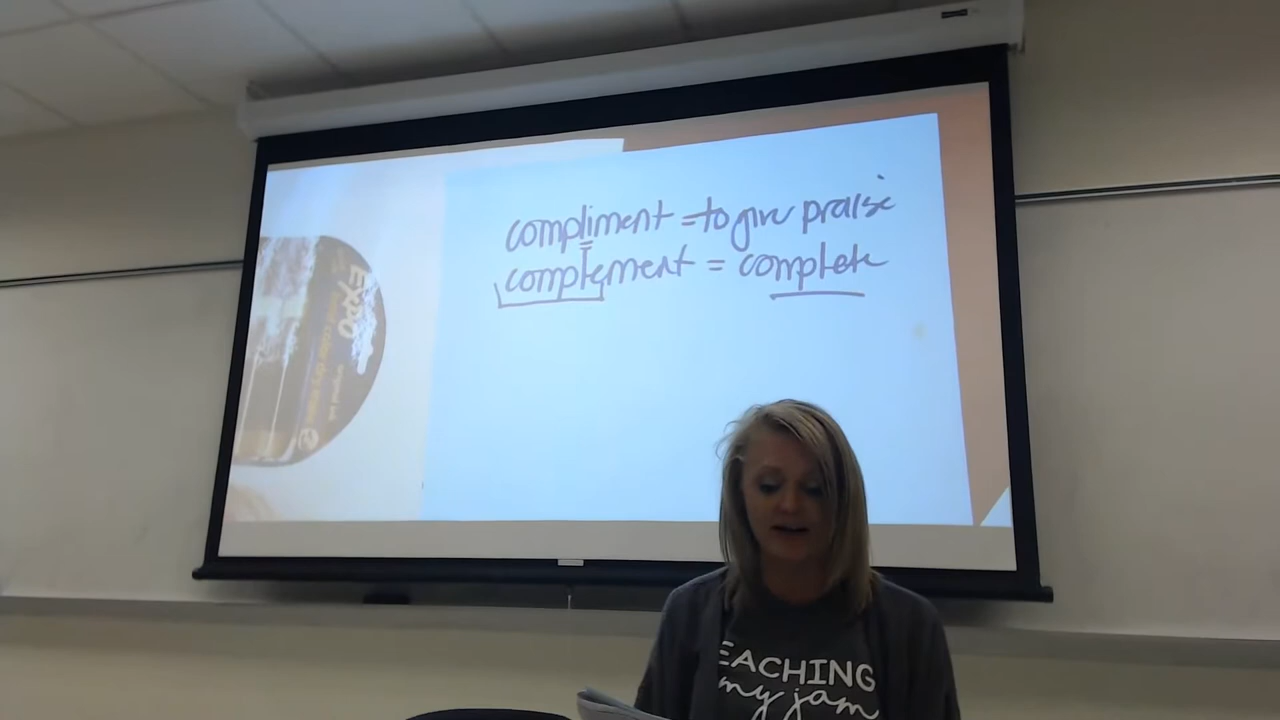 compliment = to give praise
complement = complete
EXPO
EACHING
my jam